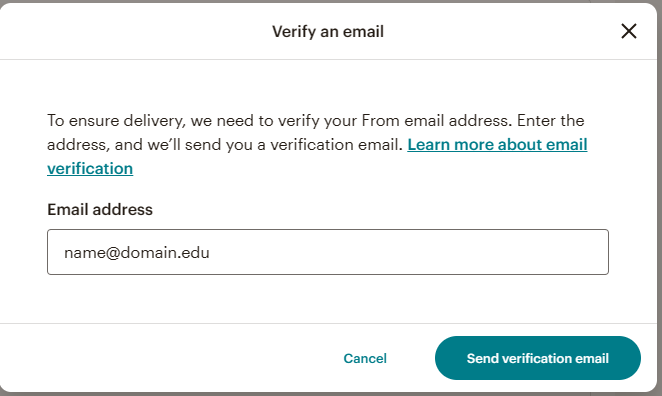 Verify an email
To ensure delivery, we need to verify your From email address. Enter the
address, and we’ll send you a verification email. Learn more about email
verification
Email address
name@domain.edu
Cancel
Send verification email